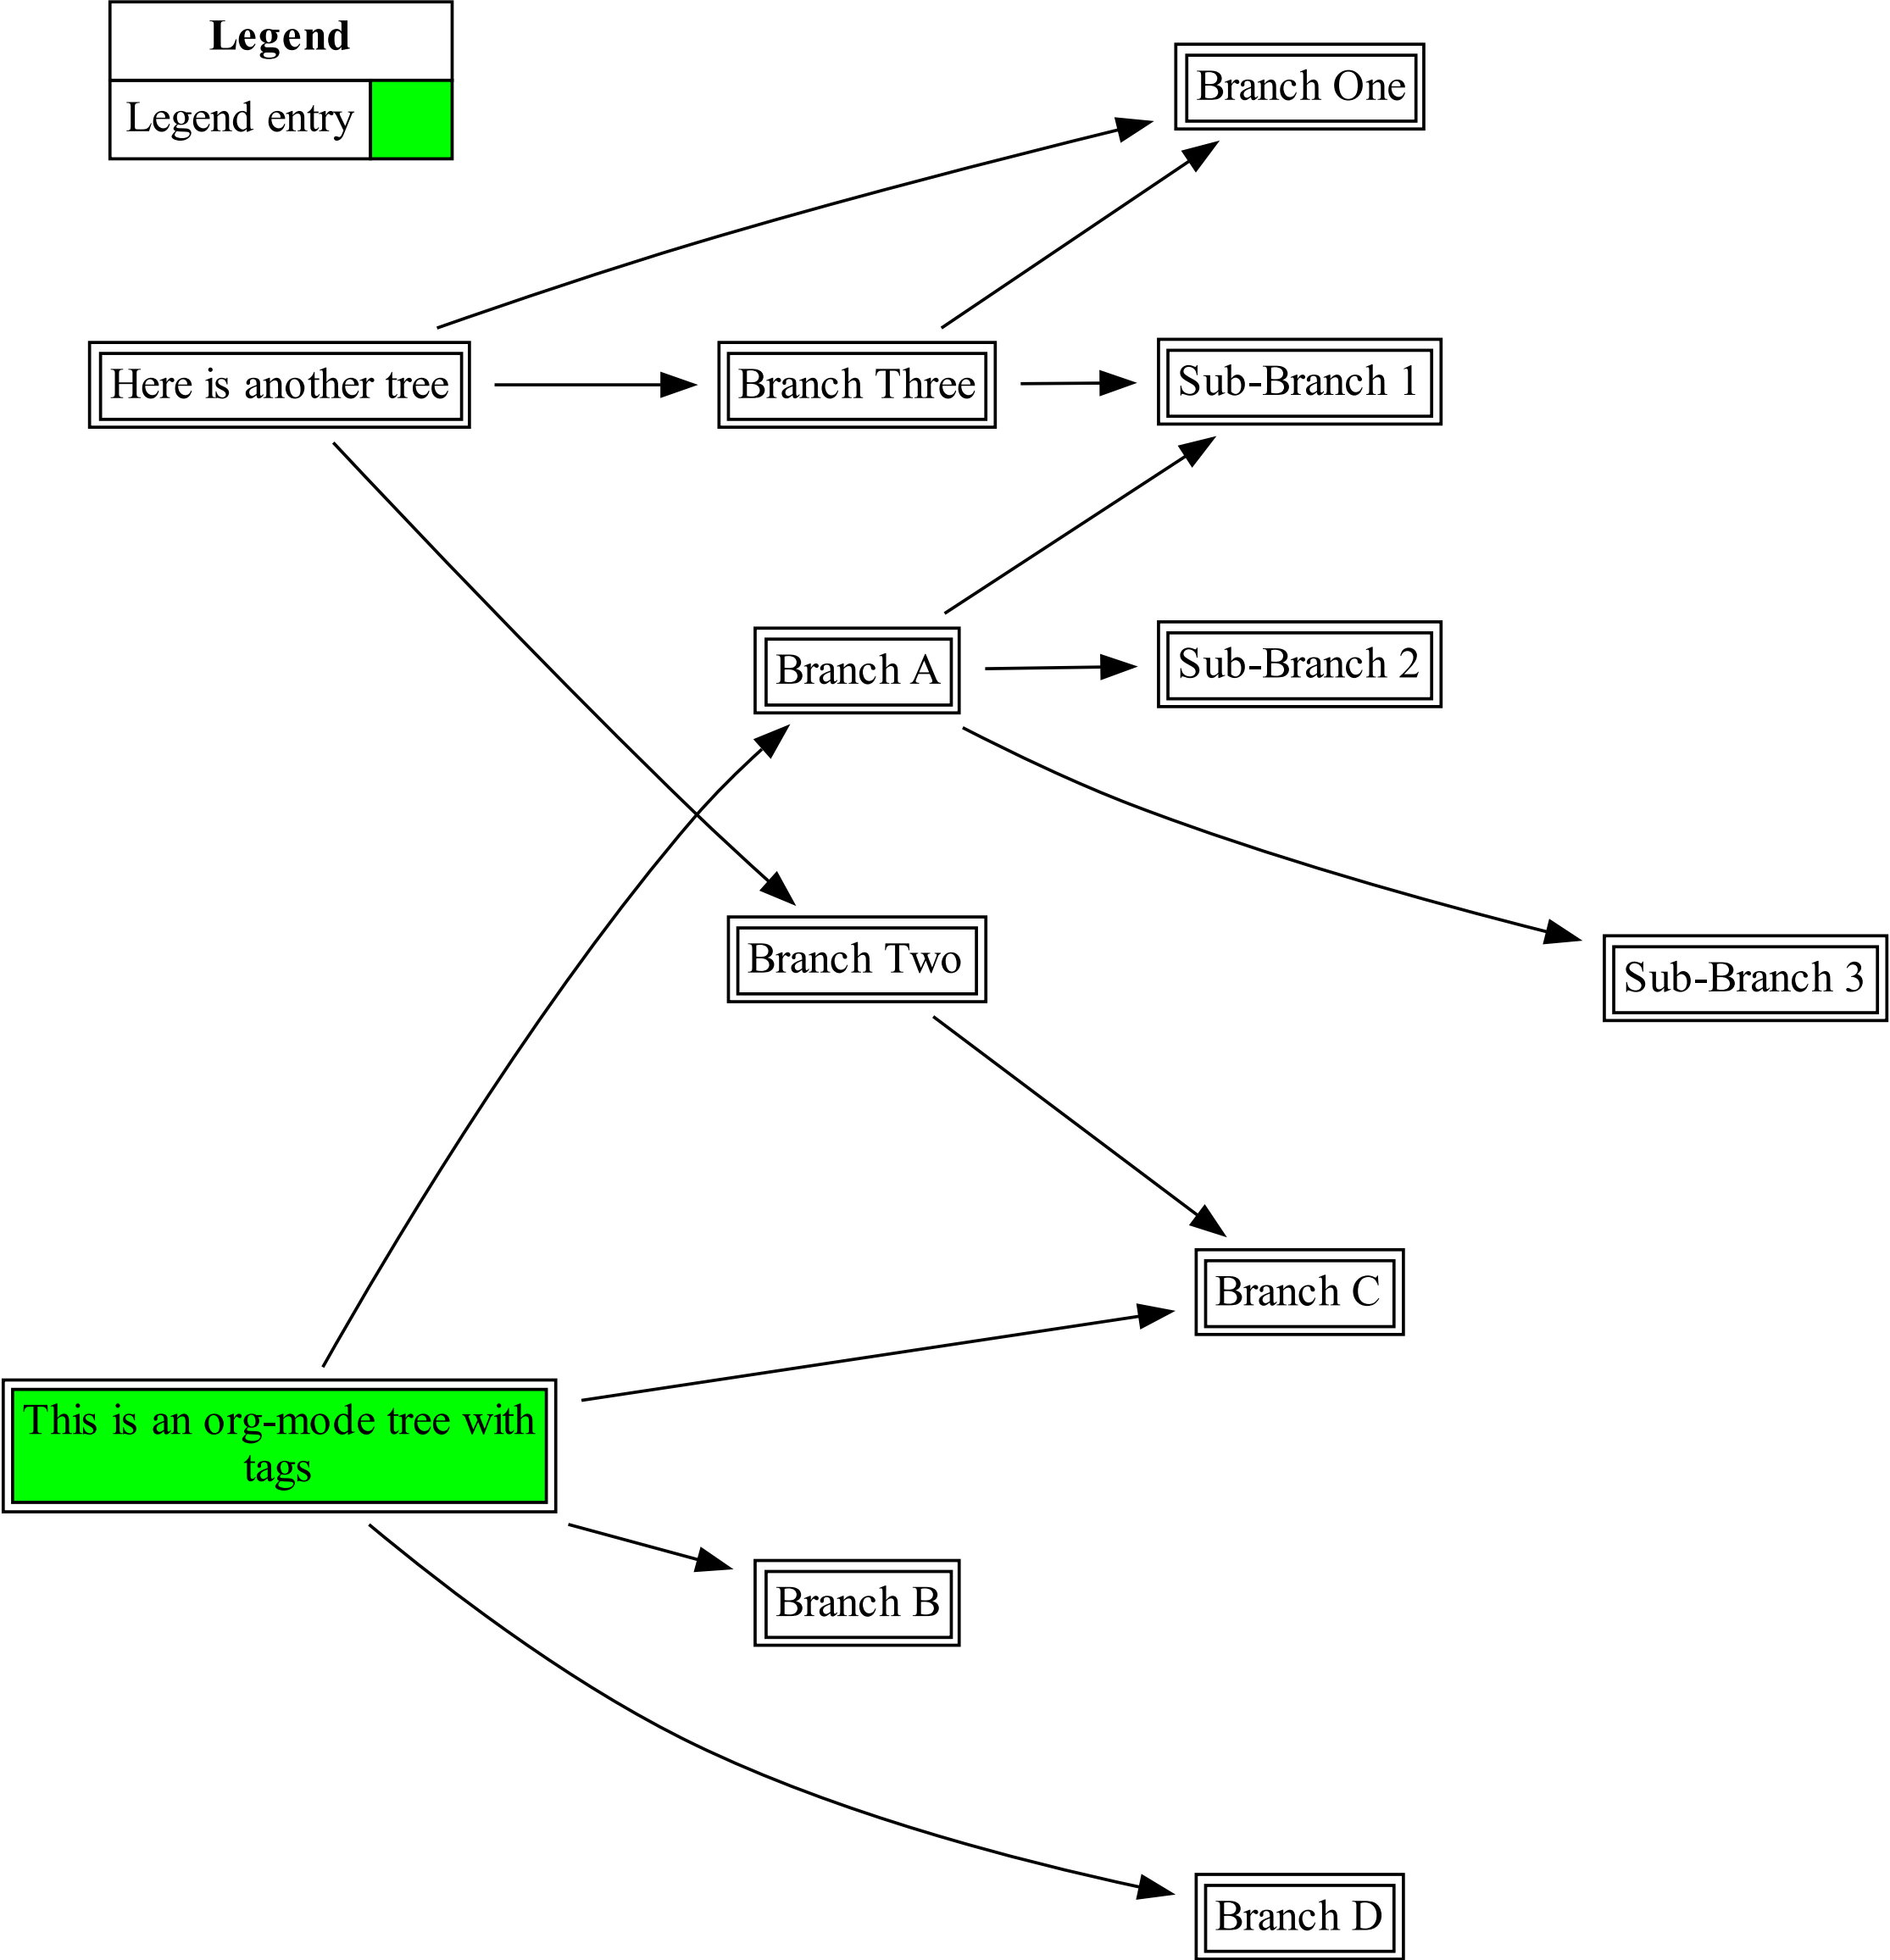 Legend
Legend entry
Branch One
Here is another tree
Branch Three
Sub-Branch 1
Branch A
Sub-Branch 2
Branch Two
Sub-Branch 3
Branch C
This is an org-mode tree with
tags
Branch B
Branch D